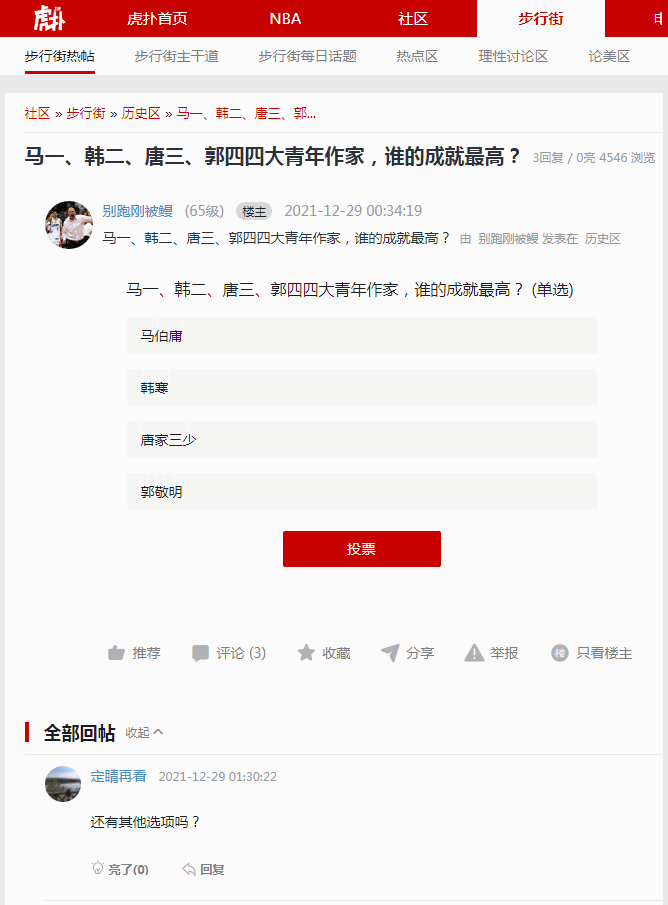 虎扑
虎扑首页 NBA 社区 步行街
步行街热帖 步行街主干道 步行街每日话题 热点区 理性讨论区 论美区
社区 » 步行街 » 历史区 » 马一、韩二、唐三、郭...
马一、韩二、唐三、郭四四大青年作家，谁的成就最高？ 3回复 / 0亮 4546 浏览
别跑刚被鳗 (65级) 楼主 2021-12-29 00:34:19
马一、韩二、唐三、郭四四大青年作家，谁的成就最高？ 由 别跑刚被鳗 发表在 历史区
马一、韩二、唐三、郭四四大青年作家，谁的成就最高？ (单选)
马伯庸
韩寒
唐家三少
郭敬明
投票
推荐 评论 (3) 收藏 分享 举报 楼 只看楼主
全部回帖 收起
定睛再看 2021-12-29 01:30:22
还有其他选项吗？
亮了(0) 回复